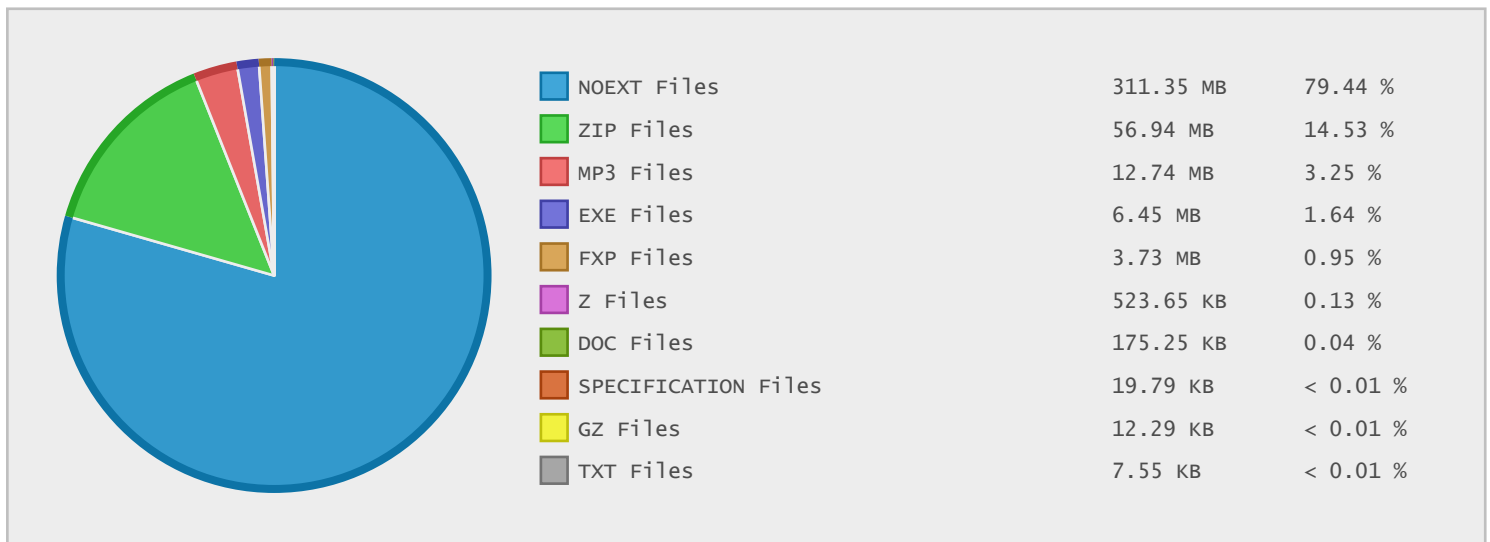 NOEXT Files 311.35 MB 79.44 %
ZIP Files 56.94 MB 14.53 %
MP3 Files 12.74 MB 3.25 %
EXE Files 6.45 MB 1.64 %
FXP Files 3.73 MB 0.95 %
Z Files 523.65 KB 0.13 %
DOC Files 175.25 KB 0.04 %
SPECIFICATION Files 19.79 KB < 0.01 %
GZ Files 12.29 KB < 0.01 %
TXT Files 7.55 KB < 0.01 %